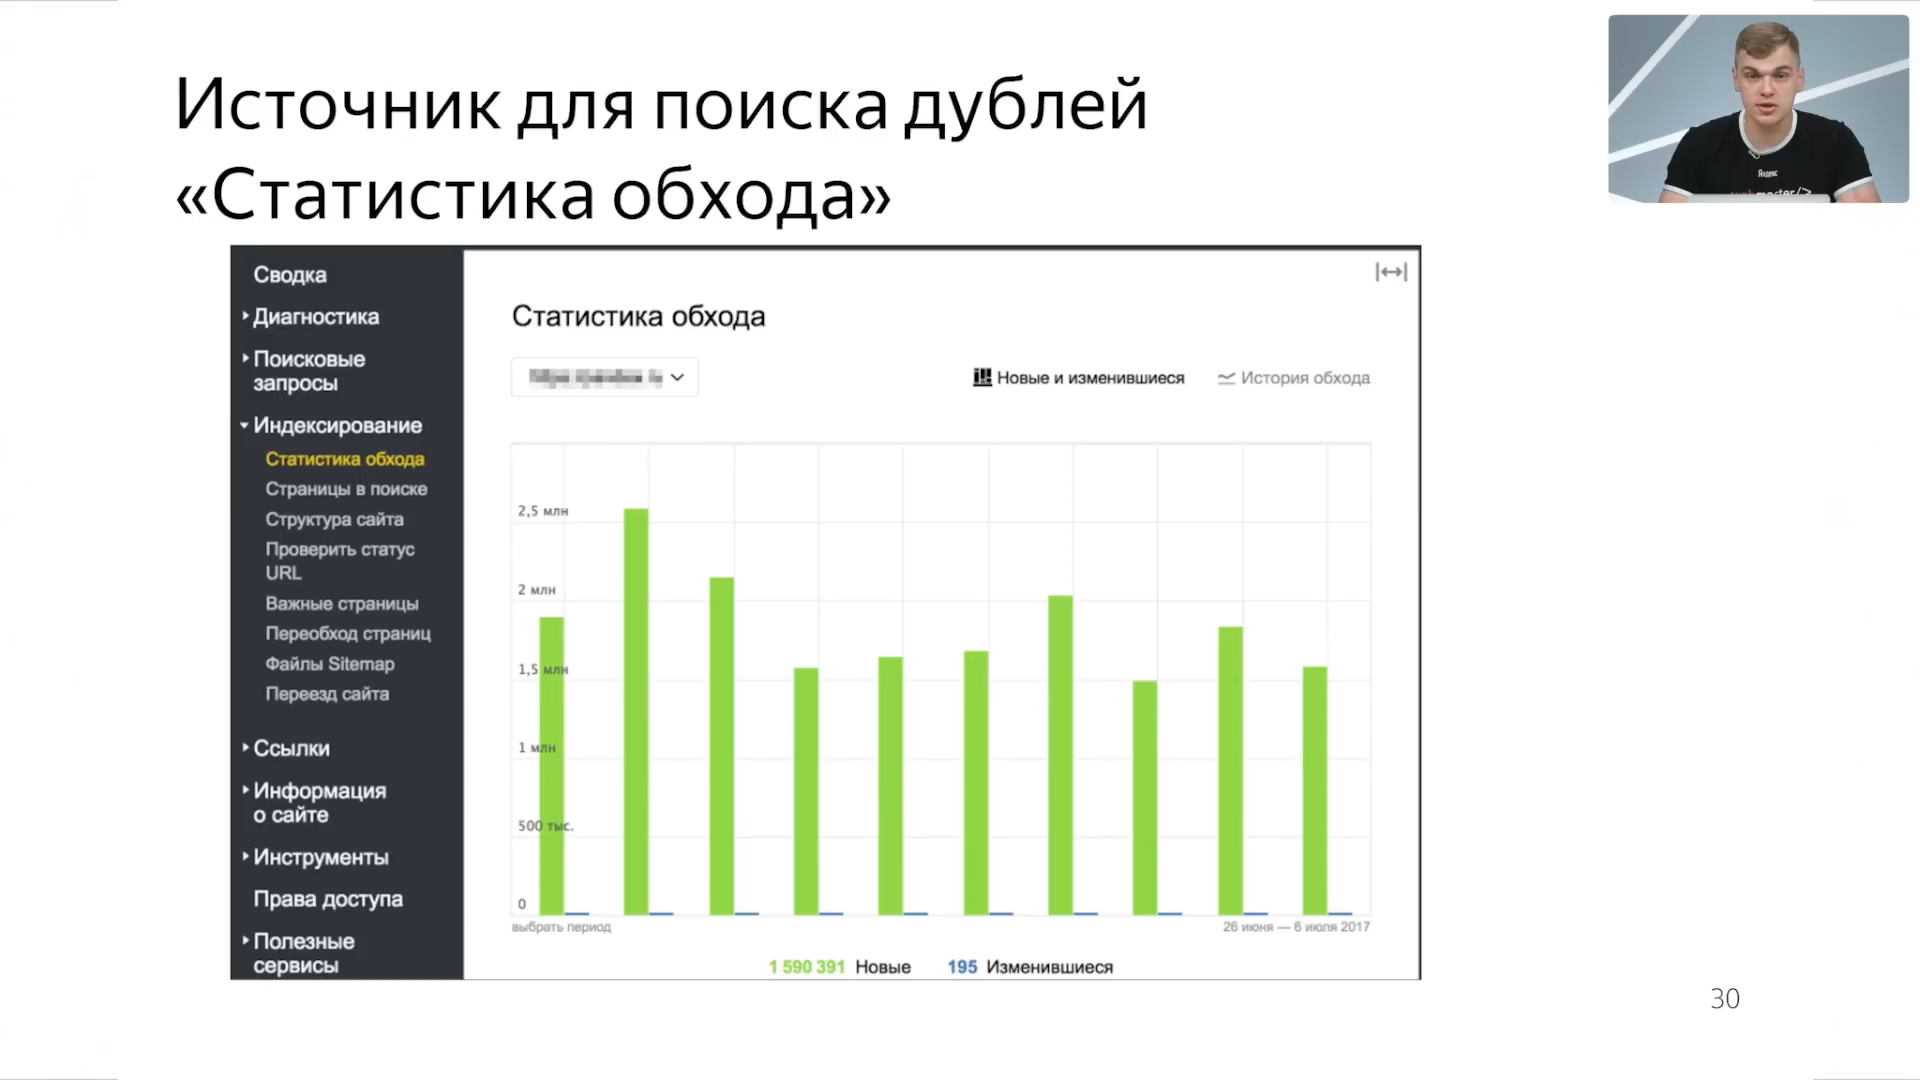 Источник для поиска дублей
«Статистика обхода»
Яндекс
Сводка
Диагностика
Поисковые
запросы
Индексирование
Статистика обхода
Страницы в поиске
Структура сайта
Проверить статус
URL
Важные страницы
Переобход страниц
Файлы Sitemap
Переезд сайта
Ссылки
Информация
о сайте
Инструменты
Права доступа
Полезные
сервисы
Статистика обхода
Новые и изменившиеся
История обхода
2,5 млн
2 млн
1,5 млн
1 млн
500 тыс.
0
выбрать период
26 июня — 6 июля 2017
1 590 391 Новые
195 Изменившиеся
30